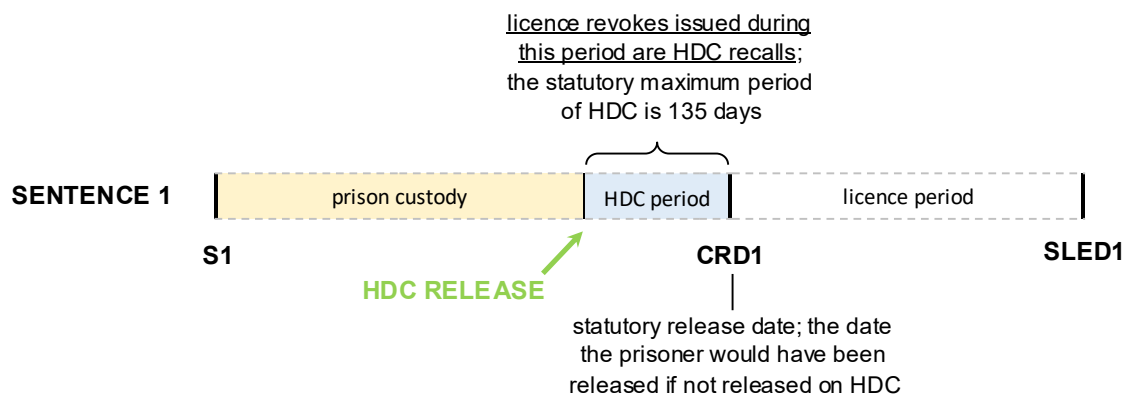 licence revokes issued during
this period are HDC recalls;
the statutory maximum period
of HDC is 135 days
SENTENCE 1
prison custody
HDC period
licence period
S1
CRD1
SLED1
HDC RELEASE
statutory release date; the date
the prisoner would have been
released if not released on HDC